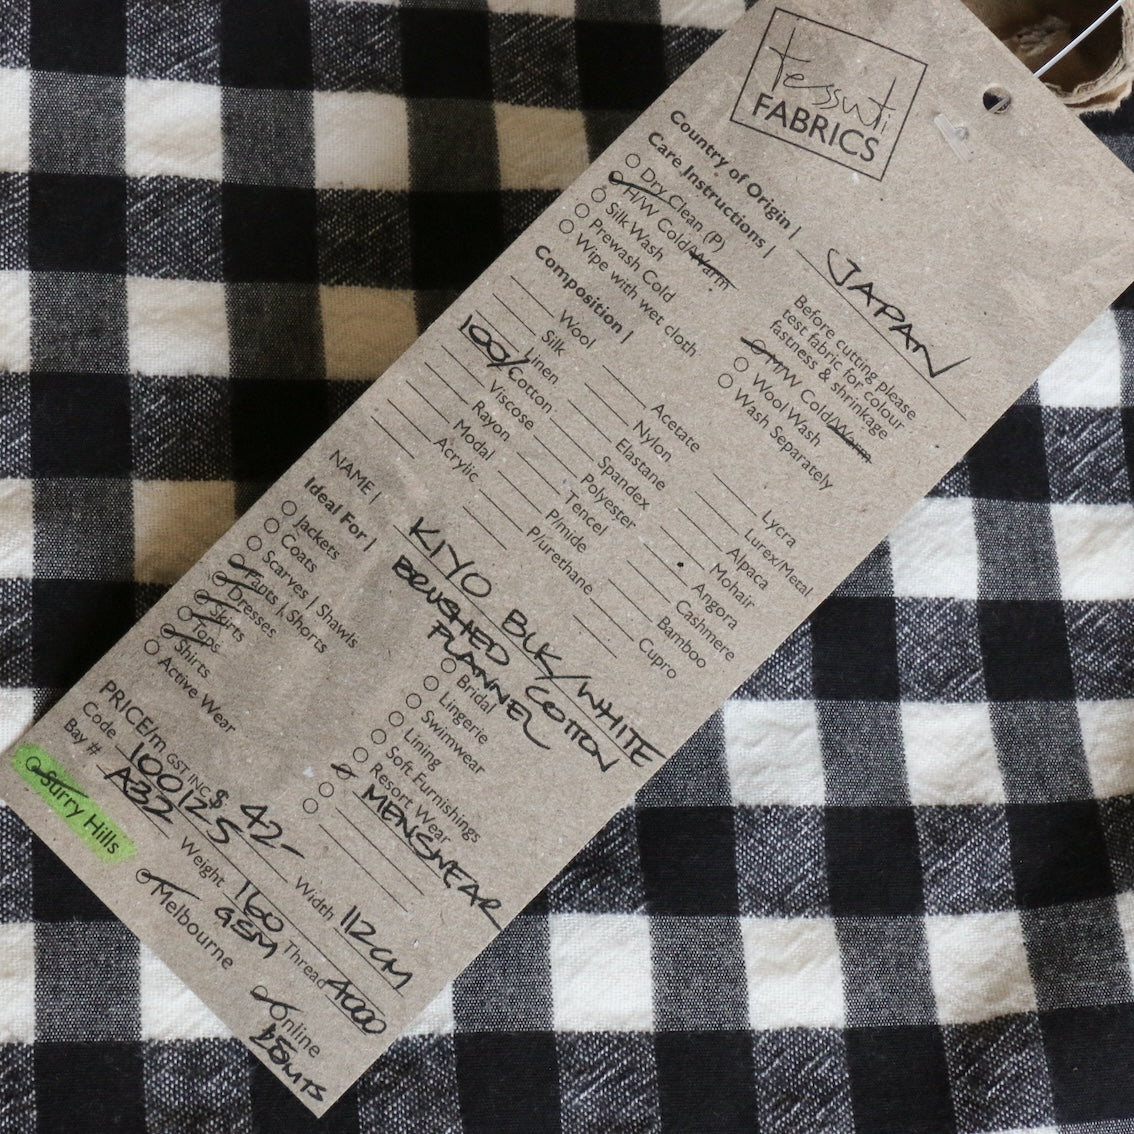 tessuti
FABRICS
Country of Origin | JAPAN
Care Instructions |
Dry Clean (P)
H/W Cold/Warm
Silk Wash
Prewash Cold
Wipe with wet cloth
Before cutting please
test fabric for colour
fastness & shrinkage
M/W Cold/Warm
Wool Wash
Wash Separately
Composition |
Wool
Silk
Linen
100% Cotton
Viscose
Rayon
Modal
Acrylic
Acetate
Nylon
Elastane
Spandex
Polyester
Tencel
P/mide
P/urethane
Lycra
Lurex/Metal
Alpaca
Mohair
Angora
Cashmere
Bamboo
Cupro
NAME | KIYO BLK/WHITE
BRUSHED COTTON
FLANNEL
Ideal For |
Jackets
Coats
Scarves | Shawls
Pants | Shorts
Dresses
Skirts
Tops
Shirts
Active Wear
Bridal
Lingerie
Swimwear
Lining
Soft Furnishings
Resort Wear
MENSWEAR
PRICE/m GST INC $ 42-
Code 100125
Width 112CM
Bay # A32
Weight 160 GSM
Thread A000
Surry Hills
Melbourne
Online